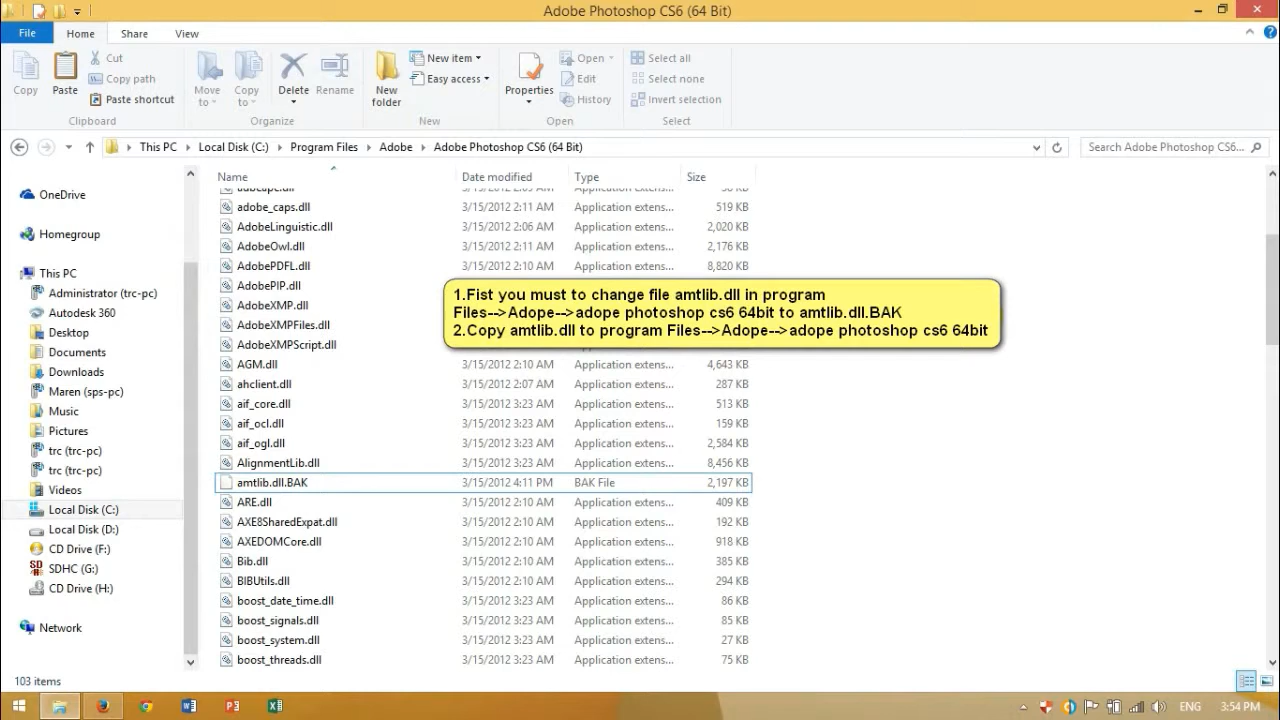 Adobe Photoshop CS6 (64 Bit)
File Home Share View
Copy
Paste
Cut
Copy path
Paste shortcut
Clipboard
Move to
Copy to
Delete
Rename
Organize
New folder
New item
Easy access
New
Properties
Open
Edit
History
Open
Select all
Select none
Invert selection
Select
This PC Local Disk (C:) Program Files Adobe Adobe Photoshop CS6 (64 Bit)
Search Adobe Photoshop CS6...
OneDrive
Homegroup
This PC
Administrator (trc-pc)
Autodesk 360
Desktop
Documents
Downloads
Maren (sps-pc)
Music
Pictures
trc (trc-pc)
trc (trc-pc)
Videos
Local Disk (C:)
Local Disk (D:)
CD Drive (F:)
SDHC (G:)
CD Drive (H:)
Network
Name Date modified Type Size
adobe_caps.dll 3/15/2012 2:11 AM Application extens... 519 KB
AdobeLinguistic.dll 3/15/2012 2:06 AM Application extens... 2,020 KB
AdobeOwl.dll 3/15/2012 2:11 AM Application extens... 2,176 KB
AdobePDFL.dll 3/15/2012 2:10 AM Application extens... 8,820 KB
AdobePIP.dll
AdobeXMP.dll
AdobeXMPFiles.dll
AdobeXMPScript.dll
1.Fist you must to change file amtlib.dll in program
Files-->Adope-->adope photoshop cs6 64bit to amtlib.dll.BAK
2.Copy amtlib.dll to program Files-->Adope-->adope photoshop cs6 64bit
AGM.dll 3/15/2012 2:10 AM Application extens... 4,643 KB
ahclient.dll 3/15/2012 2:07 AM Application extens... 287 KB
aif_core.dll 3/15/2012 3:23 AM Application extens... 513 KB
aif_ocl.dll 3/15/2012 3:23 AM Application extens... 159 KB
aif_ogl.dll 3/15/2012 3:23 AM Application extens... 2,584 KB
AlignmentLib.dll 3/15/2012 3:23 AM Application extens... 8,456 KB
amtlib.dll.BAK 3/15/2012 4:11 PM BAK File 2,197 KB
ARE.dll 3/15/2012 2:10 AM Application extens... 409 KB
AXE8SharedExpat.dll 3/15/2012 2:10 AM Application extens... 192 KB
AXEDOMCore.dll 3/15/2012 2:10 AM Application extens... 918 KB
Bib.dll 3/15/2012 2:10 AM Application extens... 385 KB
BIBUtils.dll 3/15/2012 2:10 AM Application extens... 294 KB
boost_date_time.dll 3/15/2012 3:23 AM Application extens... 86 KB
boost_signals.dll 3/15/2012 3:23 AM Application extens... 85 KB
boost_system.dll 3/15/2012 3:23 AM Application extens... 27 KB
boost_threads.dll 3/15/2012 3:23 AM Application extens... 75 KB
103 items
ENG 3:54 PM